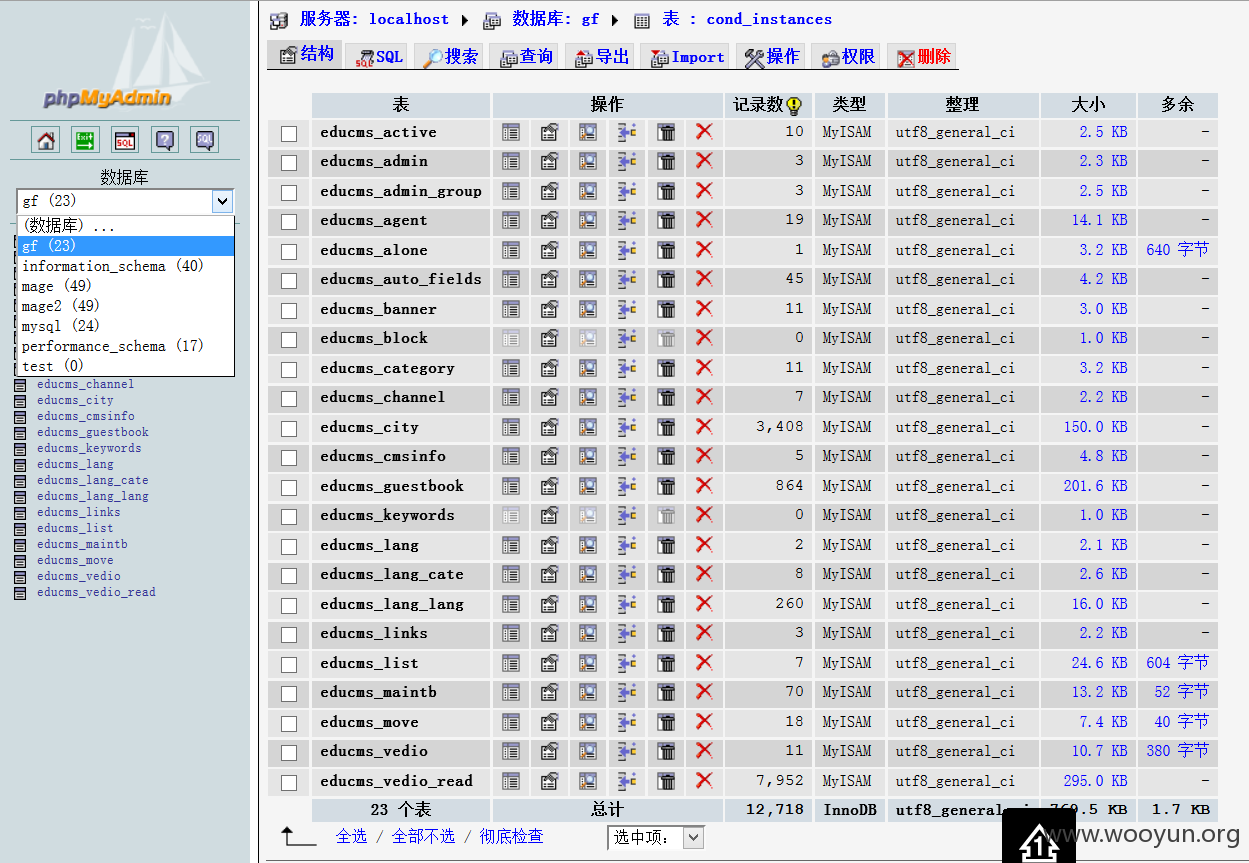 phpMyAdmin
Exit
SQL
?
SQL
数据库
gf (23)
(数据库) ...
gf (23)
information_schema (40)
mage (49)
mage2 (49)
mysql (24)
performance_schema (17)
test (0)
educms_channel
educms_city
educms_cmsinfo
educms_guestbook
educms_keywords
educms_lang
educms_lang_cate
educms_lang_lang
educms_links
educms_list
educms_maintb
educms_move
educms_vedio
educms_vedio_read
服务器: localhost 数据库: gf 表 : cond_instances
结构 SQL 搜索 查询 导出 Import 操作 权限 删除
表 操作 记录数 类型 整理 大小 多余
educms_active 10 MyISAM utf8_general_ci 2.5 KB -
educms_admin 3 MyISAM utf8_general_ci 2.3 KB -
educms_admin_group 3 MyISAM utf8_general_ci 2.5 KB -
educms_agent 19 MyISAM utf8_general_ci 14.1 KB -
educms_alone 1 MyISAM utf8_general_ci 3.2 KB 640 字节
educms_auto_fields 45 MyISAM utf8_general_ci 4.2 KB -
educms_banner 11 MyISAM utf8_general_ci 3.0 KB -
educms_block 0 MyISAM utf8_general_ci 1.0 KB -
educms_category 11 MyISAM utf8_general_ci 3.2 KB -
educms_channel 7 MyISAM utf8_general_ci 2.2 KB -
educms_city 3,408 MyISAM utf8_general_ci 150.0 KB -
educms_cmsinfo 5 MyISAM utf8_general_ci 4.8 KB -
educms_guestbook 864 MyISAM utf8_general_ci 201.6 KB -
educms_keywords 0 MyISAM utf8_general_ci 1.0 KB -
educms_lang 2 MyISAM utf8_general_ci 2.1 KB -
educms_lang_cate 8 MyISAM utf8_general_ci 2.6 KB -
educms_lang_lang 260 MyISAM utf8_general_ci 16.0 KB -
educms_links 3 MyISAM utf8_general_ci 2.2 KB -
educms_list 7 MyISAM utf8_general_ci 24.6 KB 604 字节
educms_maintb 70 MyISAM utf8_general_ci 13.2 KB 52 字节
educms_move 18 MyISAM utf8_general_ci 7.4 KB 40 字节
educms_vedio 11 MyISAM utf8_general_ci 10.7 KB 380 字节
educms_vedio_read 7,952 MyISAM utf8_general_ci 295.0 KB -
23 个表 总计 12,718 InnoDB utf8_general_ci 769.5 KB 1.7 KB
全选 / 全部不选 / 彻底检查 选中项:
www.wooyun.org